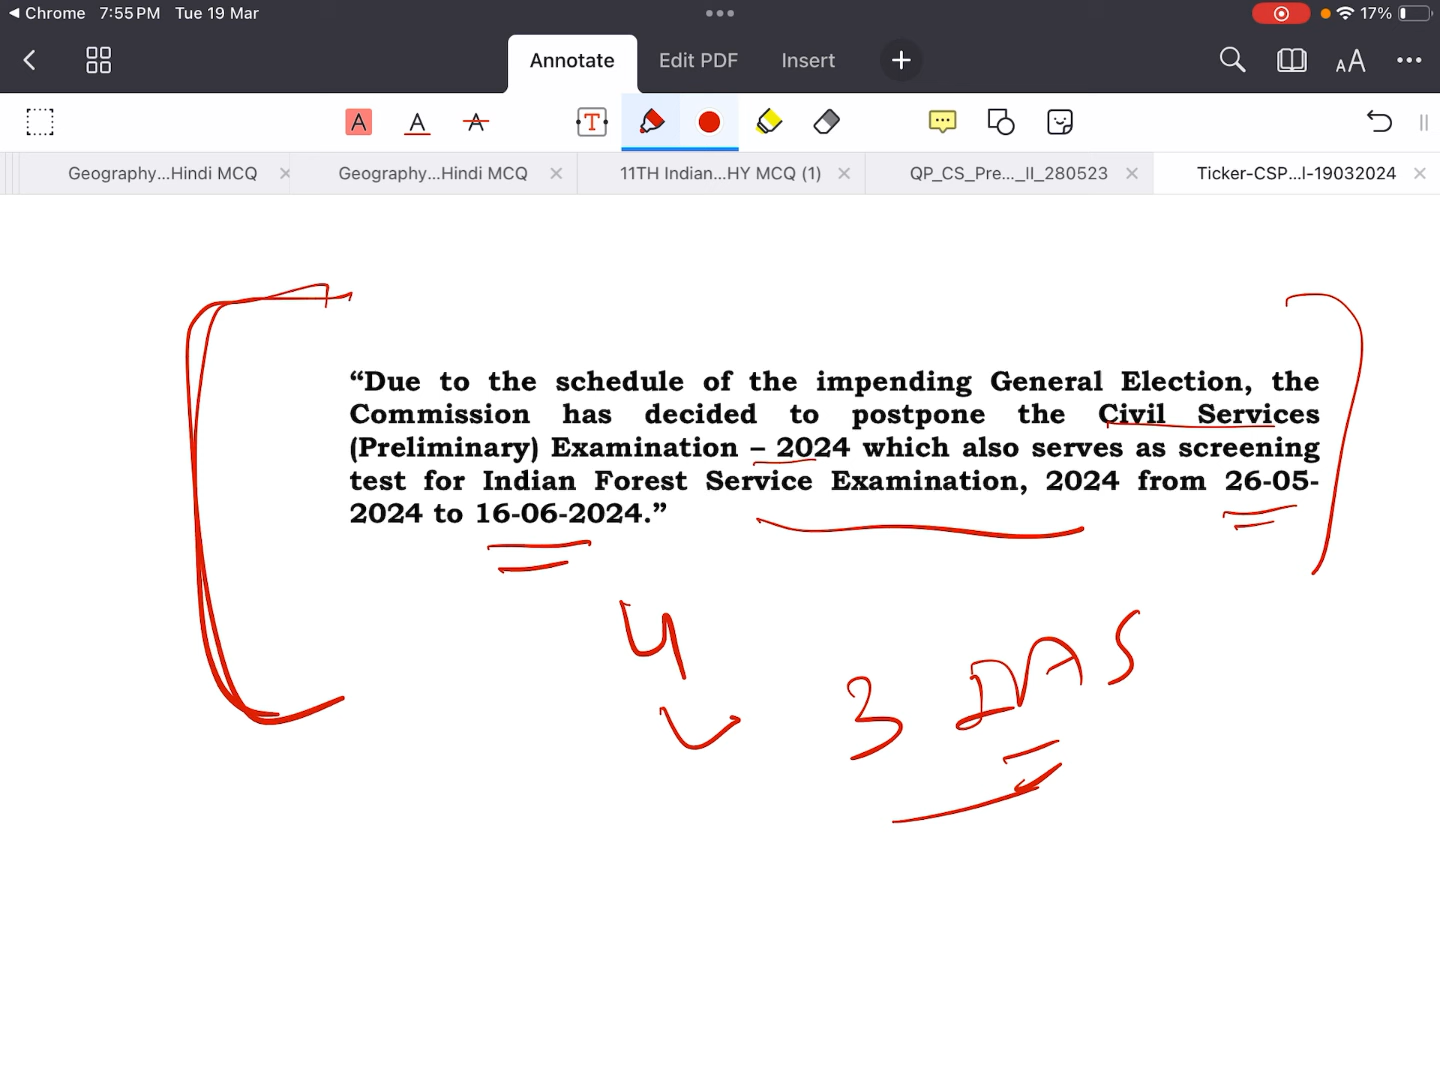 Chrome 7:55 PM Tue 19 Mar
17%
Annotate Edit PDF Insert
AA
A A A T
Geography...Hindi MCQ Geography...Hindi MCQ 11TH Indian...HY MCQ (1) QP_CS_Pre..._II_280523 Ticker-CSP...l-19032024
“Due to the schedule of the impending General Election, the
Commission has decided to postpone the Civil Services
(Preliminary) Examination – 2024 which also serves as screening
test for Indian Forest Service Examination, 2024 from 26-05-
2024 to 16-06-2024.”
4
3